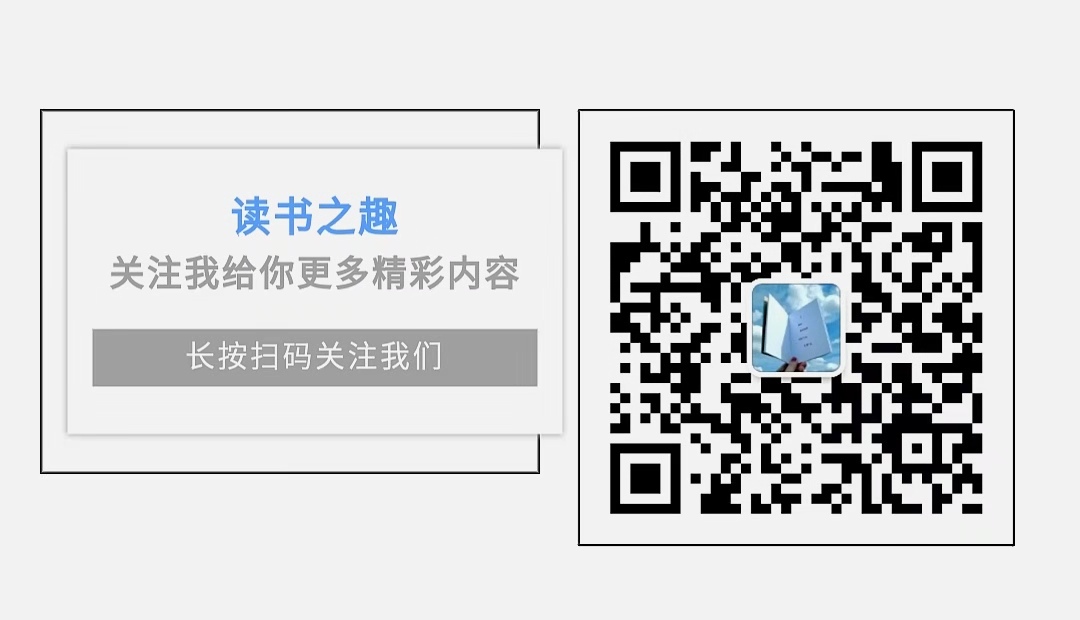 读书之趣
关注我给你更多精彩内容
长按扫码关注我们